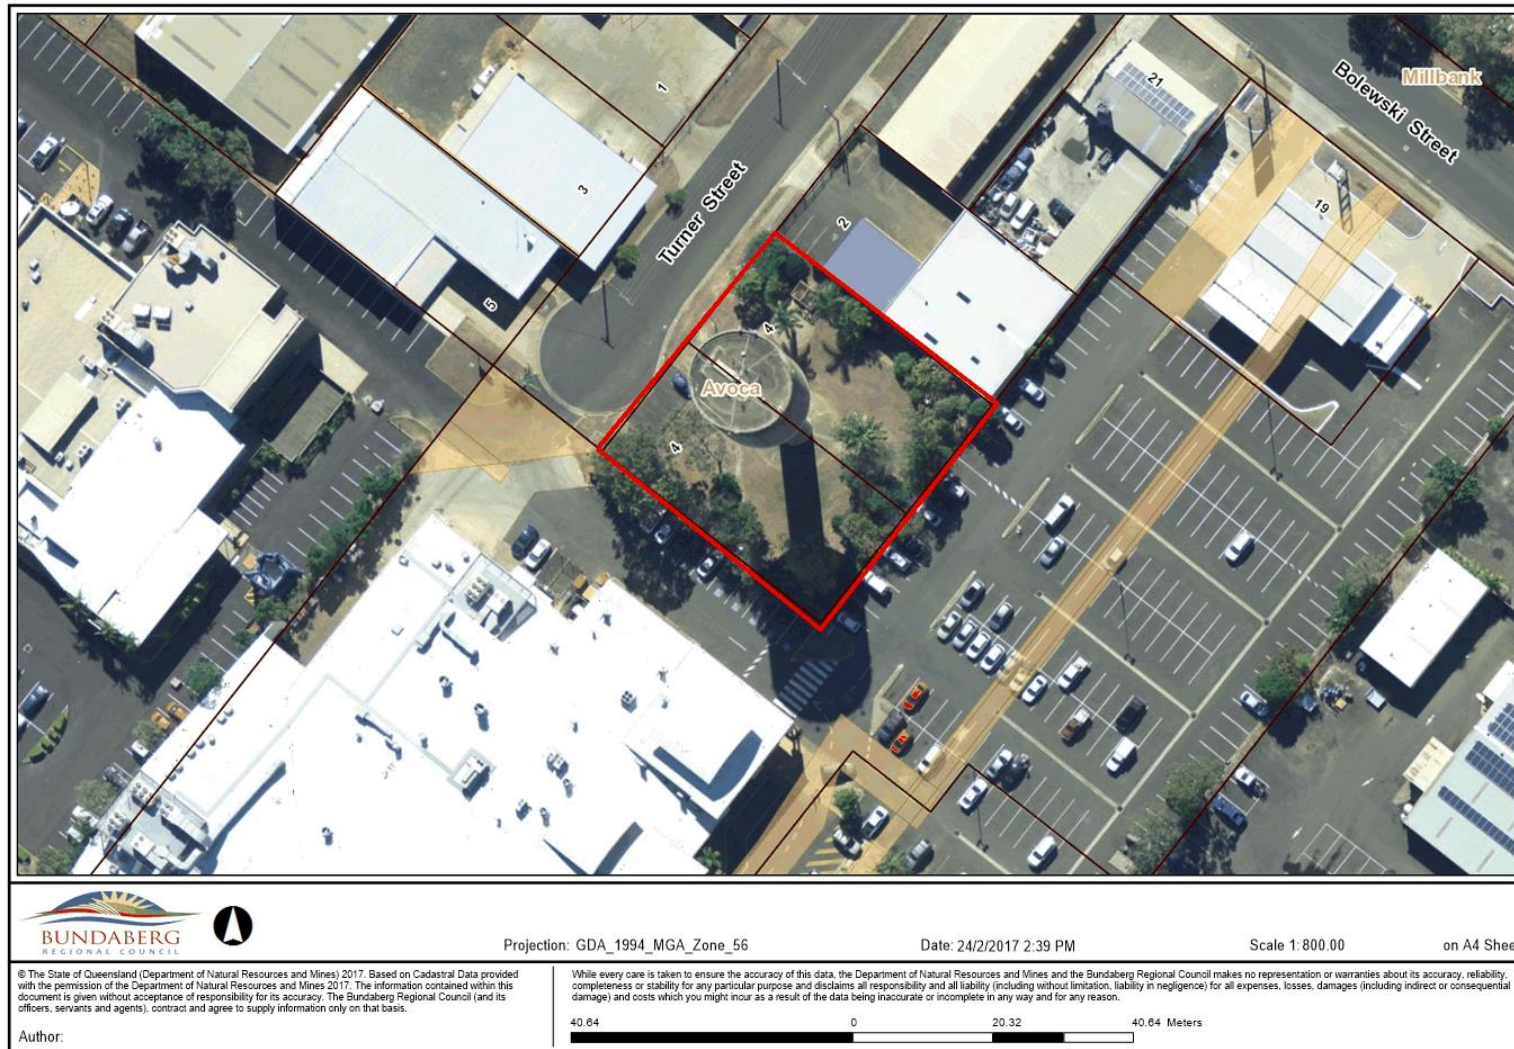 21
Millbank
Bolewski Street
1
3
Turner Street
2
19
5
4
Avoca
4
BUNDABERG
REGIONAL COUNCIL
Projection: GDA_1994_MGA_Zone_56
Date: 24/2/2017 2:39 PM
Scale 1:800.00
on A4 Shee
© The State of Queensland (Department of Natural Resources and Mines) 2017. Based on Cadastral Data provided
with the permission of the Department of Natural Resources and Mines 2017. The information contained within this
document is given without acceptance of responsibility for its accuracy. The Bundaberg Regional Council (and its
officers, servants and agents), contract and agree to supply information only on that basis.
Author:
While every care is taken to ensure the accuracy of this data, the Department of Natural Resources and Mines and the Bundaberg Regional Council makes no representation or warranties about its accuracy, reliability,
completeness or stability for any particular purpose and disclaims all responsibility and all liability (including without limitation, liability in negligence) for all expenses, losses, damages (including indirect or consequential
damage) and costs which you might incur as a result of the data being inaccurate or incomplete in any way and for any reason.
40.64 0 20.32 40.64 Meters